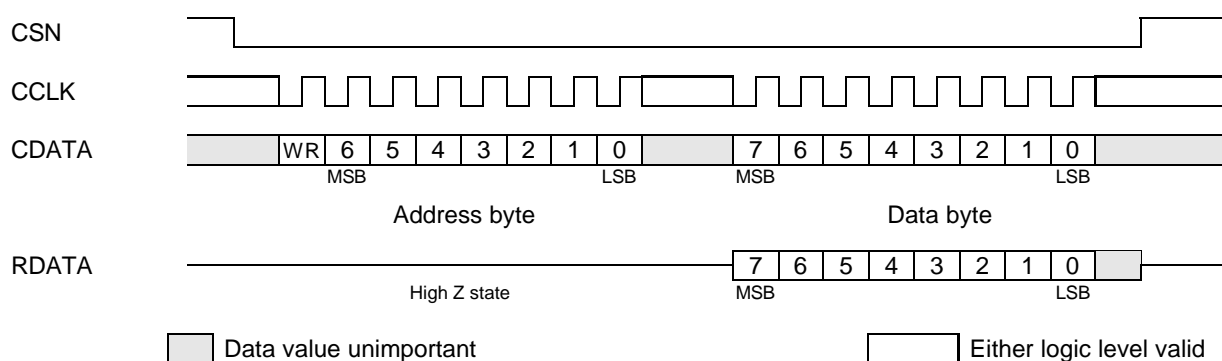 CSN
CCLK
CDATA WR 6 5 4 3 2 1 0 7 6 5 4 3 2 1 0
MSB LSB MSB LSB
Address byte Data byte
RDATA 7 6 5 4 3 2 1 0
High Z state MSB LSB
Data value unimportant Either logic level valid